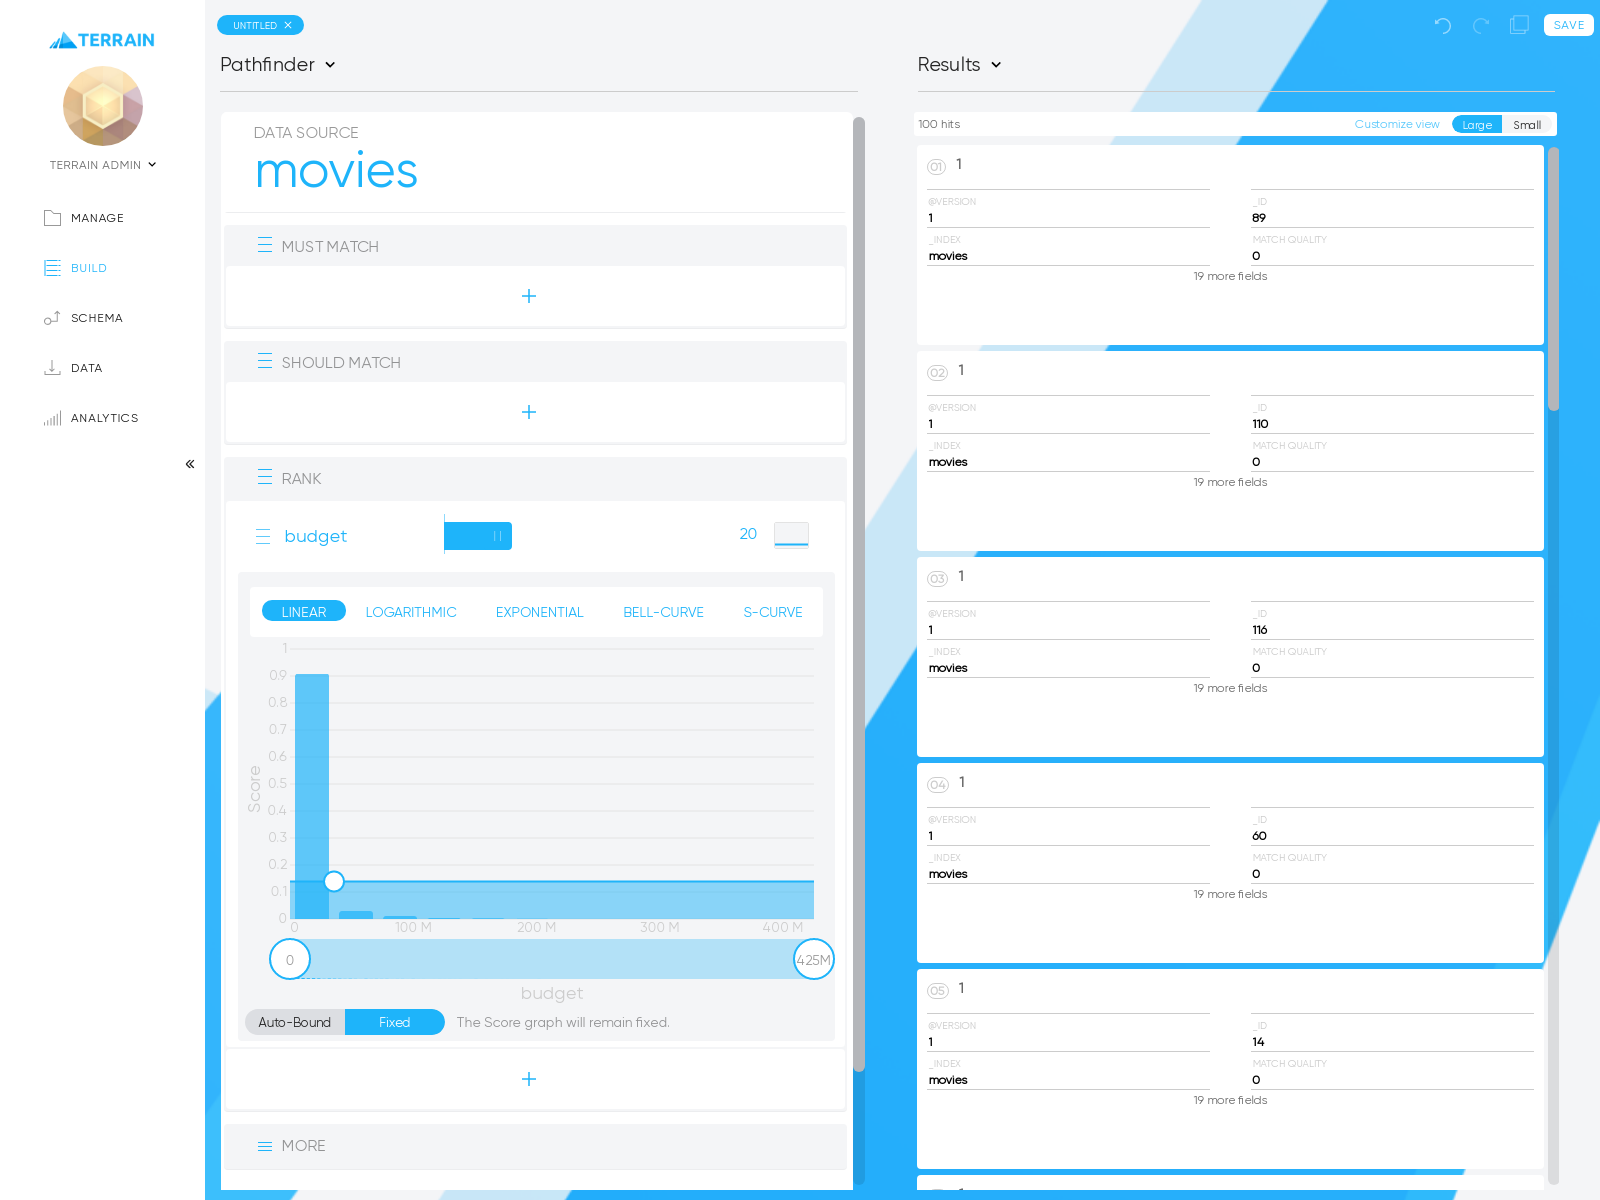 TERRAIN
TERRAIN ADMIN
MANAGE
BUILD
SCHEMA
DATA
ANALYTICS
UNTITLED
SAVE
Pathfinder
Results
DATA SOURCE
movies
MUST MATCH
SHOULD MATCH
RANK
budget
20
LINEAR LOGARITHMIC EXPONENTIAL BELL-CURVE S-CURVE
Score
1
0.9
0.8
0.7
0.6
0.5
0.4
0.3
0.2
0.1
0
0 100 M 200 M 300 M 400 M
0 425M
budget
Auto-Bound Fixed The Score graph will remain fixed.
MORE
100 hits Customize view Large Small
01 1
@VERSION _ID
1 89
_INDEX MATCH QUALITY
movies 0
19 more fields
02 1
@VERSION _ID
1 110
_INDEX MATCH QUALITY
movies 0
19 more fields
03 1
@VERSION _ID
1 116
_INDEX MATCH QUALITY
movies 0
19 more fields
04 1
@VERSION _ID
1 60
_INDEX MATCH QUALITY
movies 0
19 more fields
05 1
@VERSION _ID
1 14
_INDEX MATCH QUALITY
movies 0
19 more fields